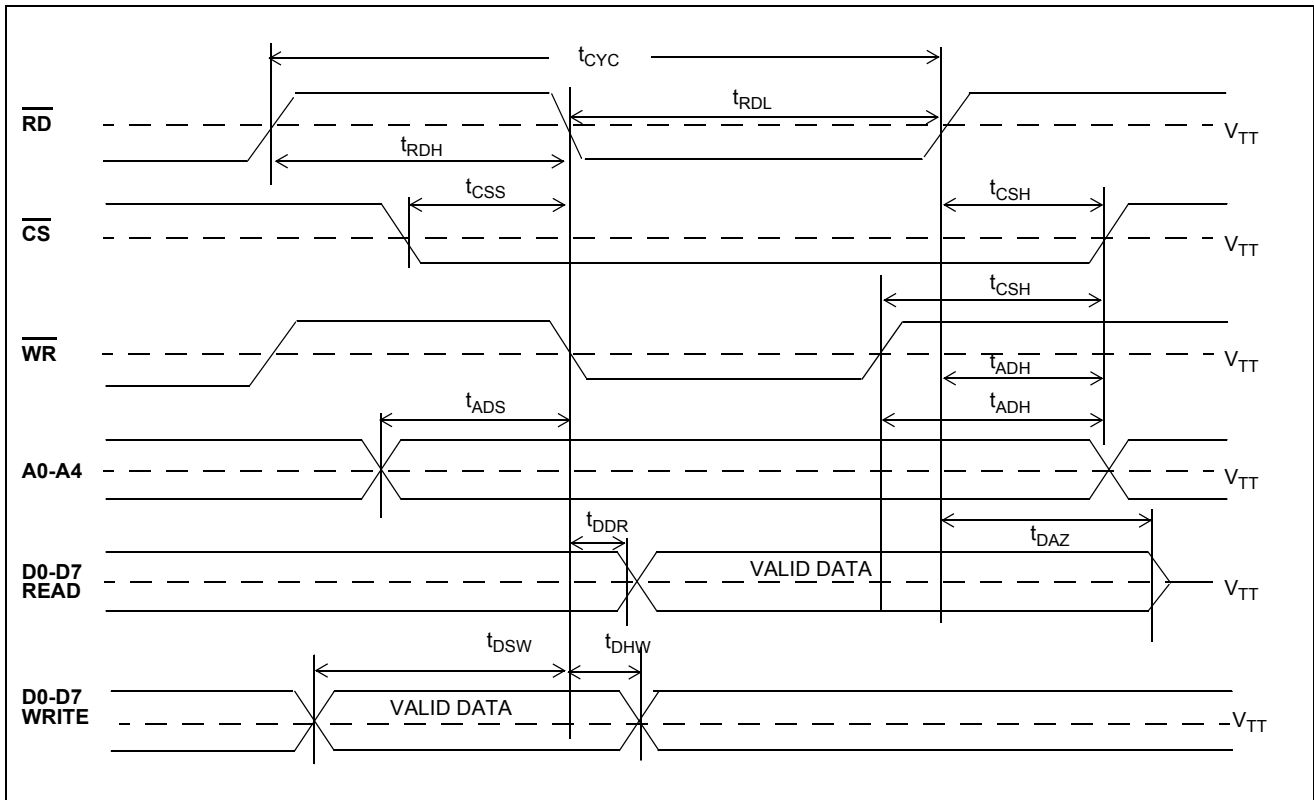 tCYC
RD
tRDL
VTT
tRDH
tCSS
tCSH
CS
VTT
tCSH
WR
VTT
tADH
tADS
tADH
A0-A4
VTT
tDDR
tDAZ
D0-D7
READ
VALID DATA
VTT
tDSW
tDHW
D0-D7
WRITE
VALID DATA
VTT